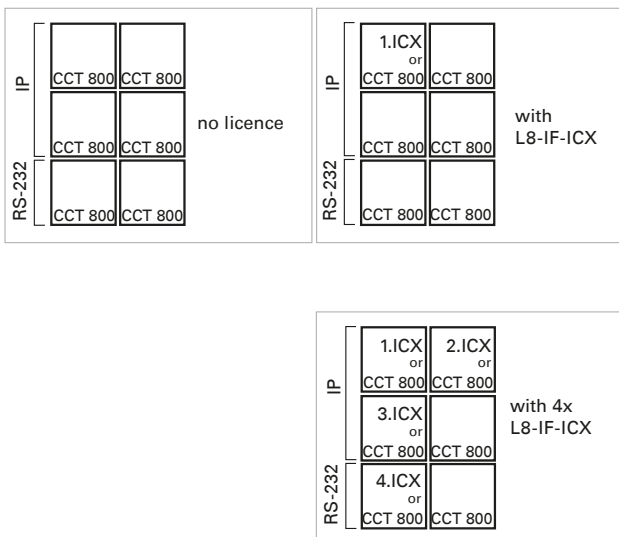 IP
CCT 800 CCT 800
CCT 800 CCT 800
RS-232
CCT 800 CCT 800
no licence
IP
1.ICX
or
CCT 800 CCT 800
CCT 800 CCT 800
RS-232
CCT 800 CCT 800
with
L8-IF-ICX
IP
1.ICX 2.ICX
or or
CCT 800 CCT 800
3.ICX
or
CCT 800 CCT 800
RS-232
4.ICX
or
CCT 800 CCT 800
with 4x
L8-IF-ICX